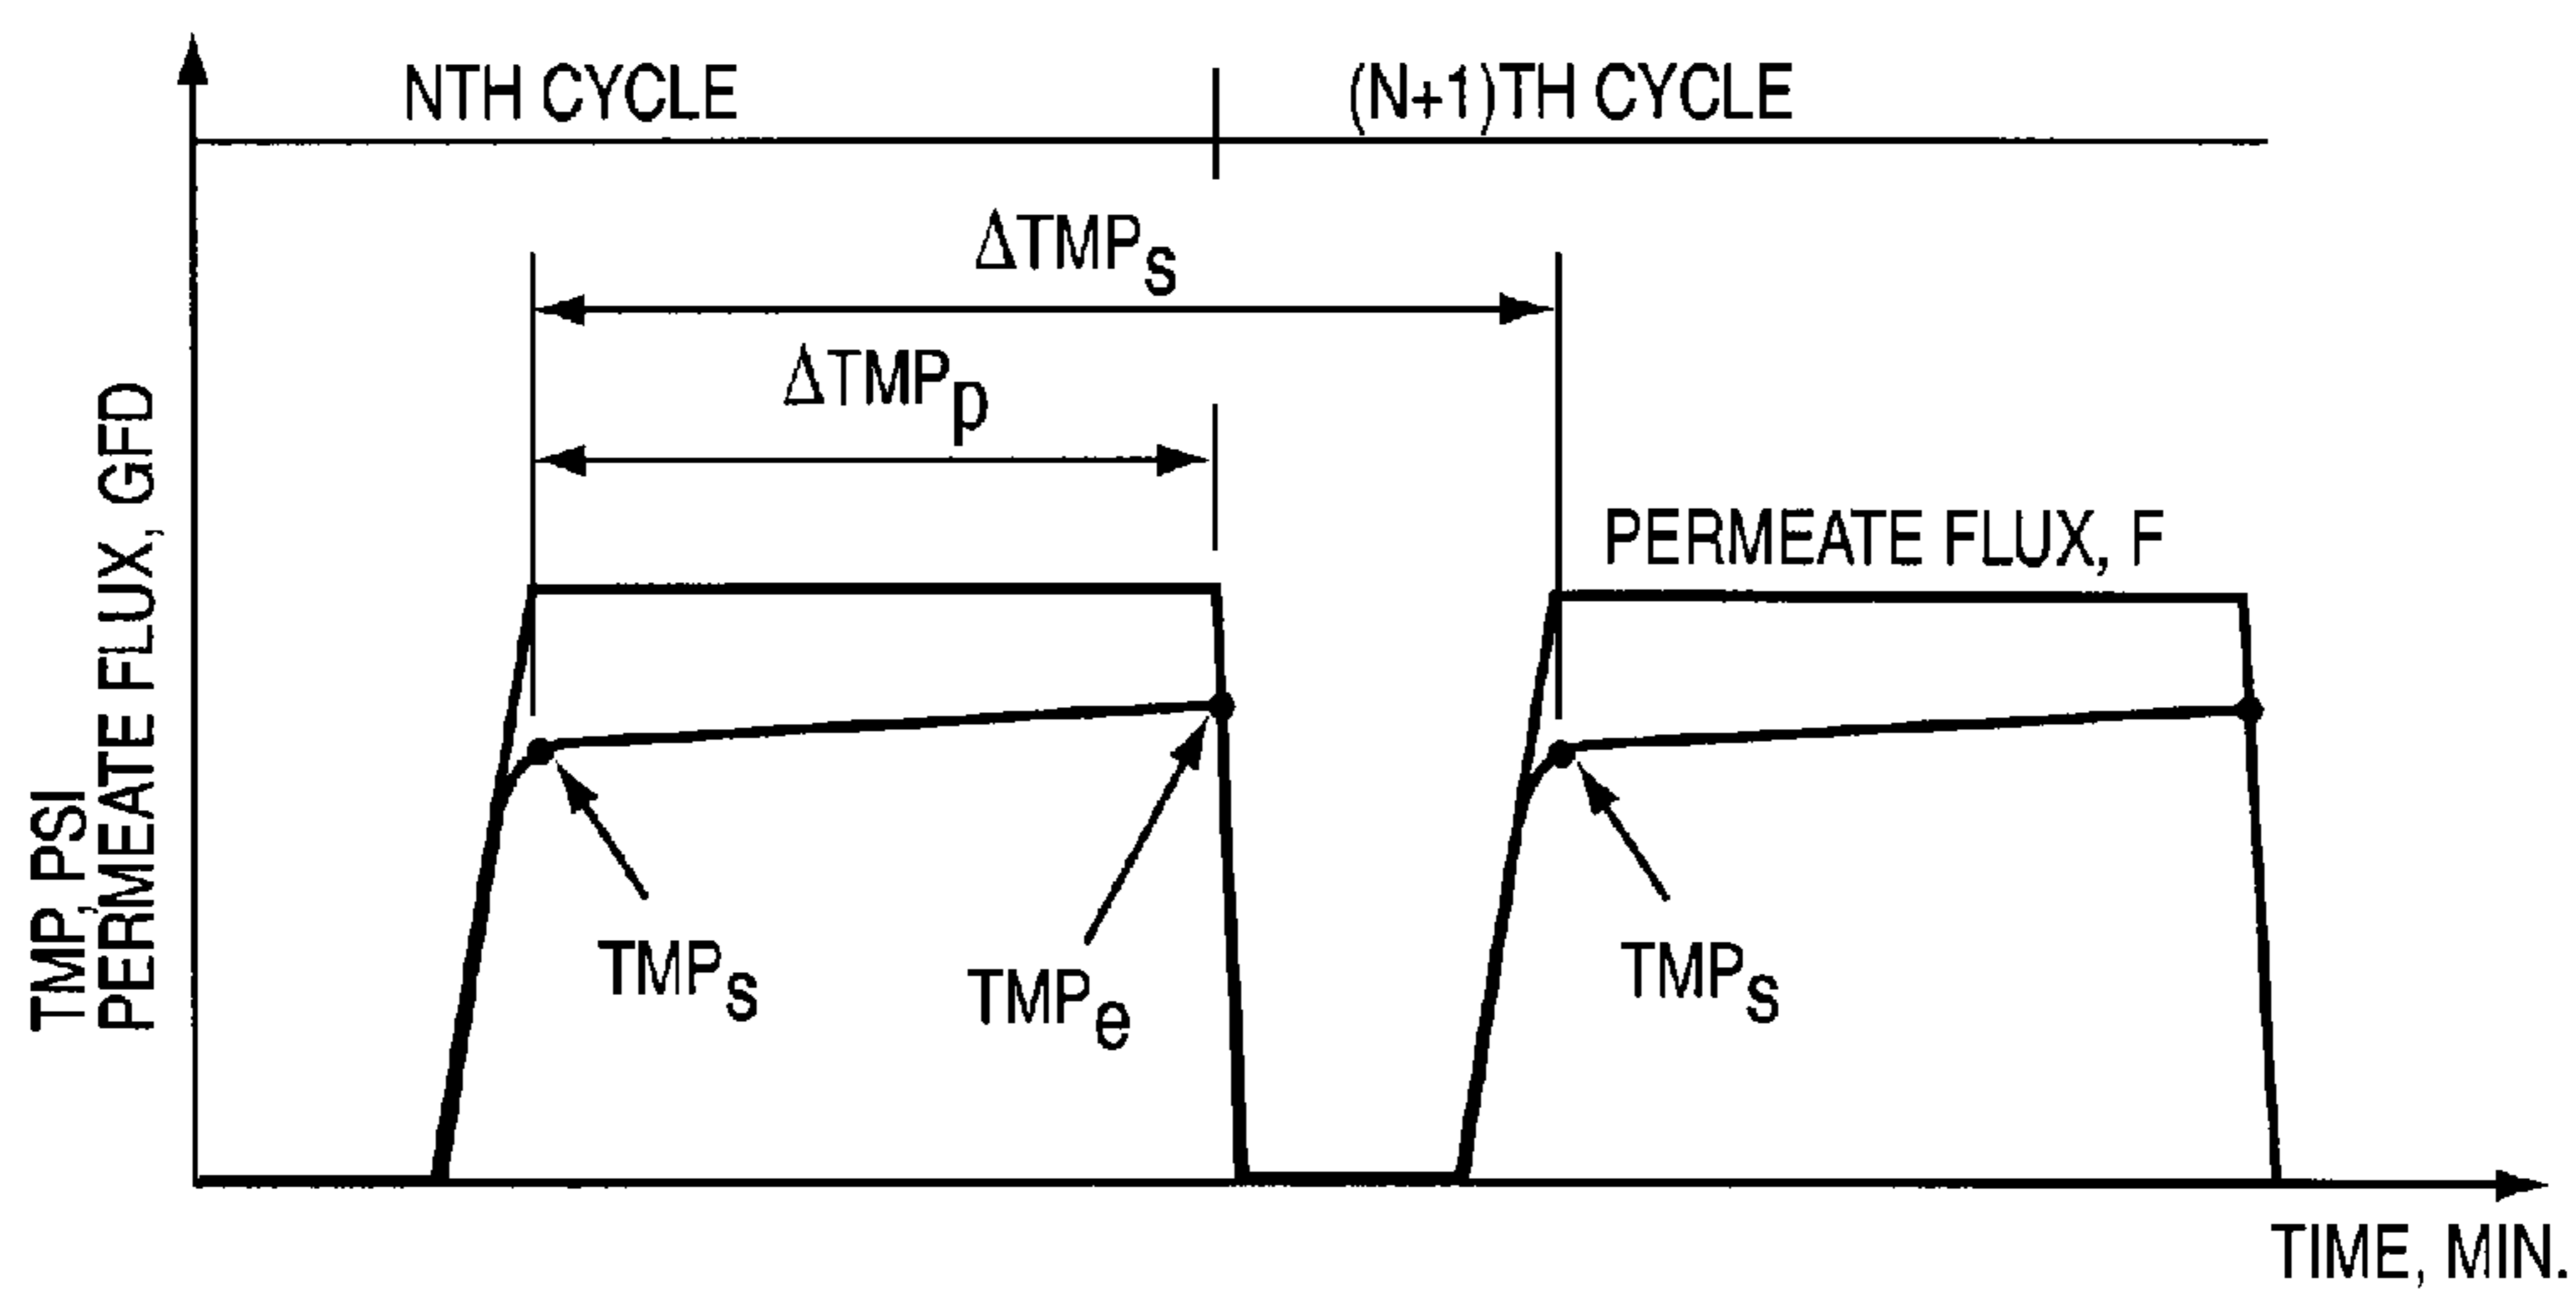 NTH CYCLE
(N+1)TH CYCLE
ΔTMPs
ΔTMPp
PERMEATE FLUX, F
TMPs
TMPe
TMPs
TMP, PSI
PERMEATE FLUX, GFD
TIME, MIN.